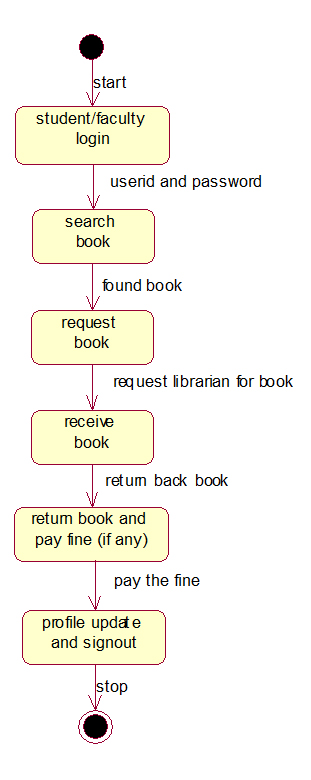 start
student/faculty
login
userid and password
search
book
found book
request
book
request librarian for book
receive
book
return back book
return book and
pay fine (if any)
pay the fine
profile update
and signout
stop